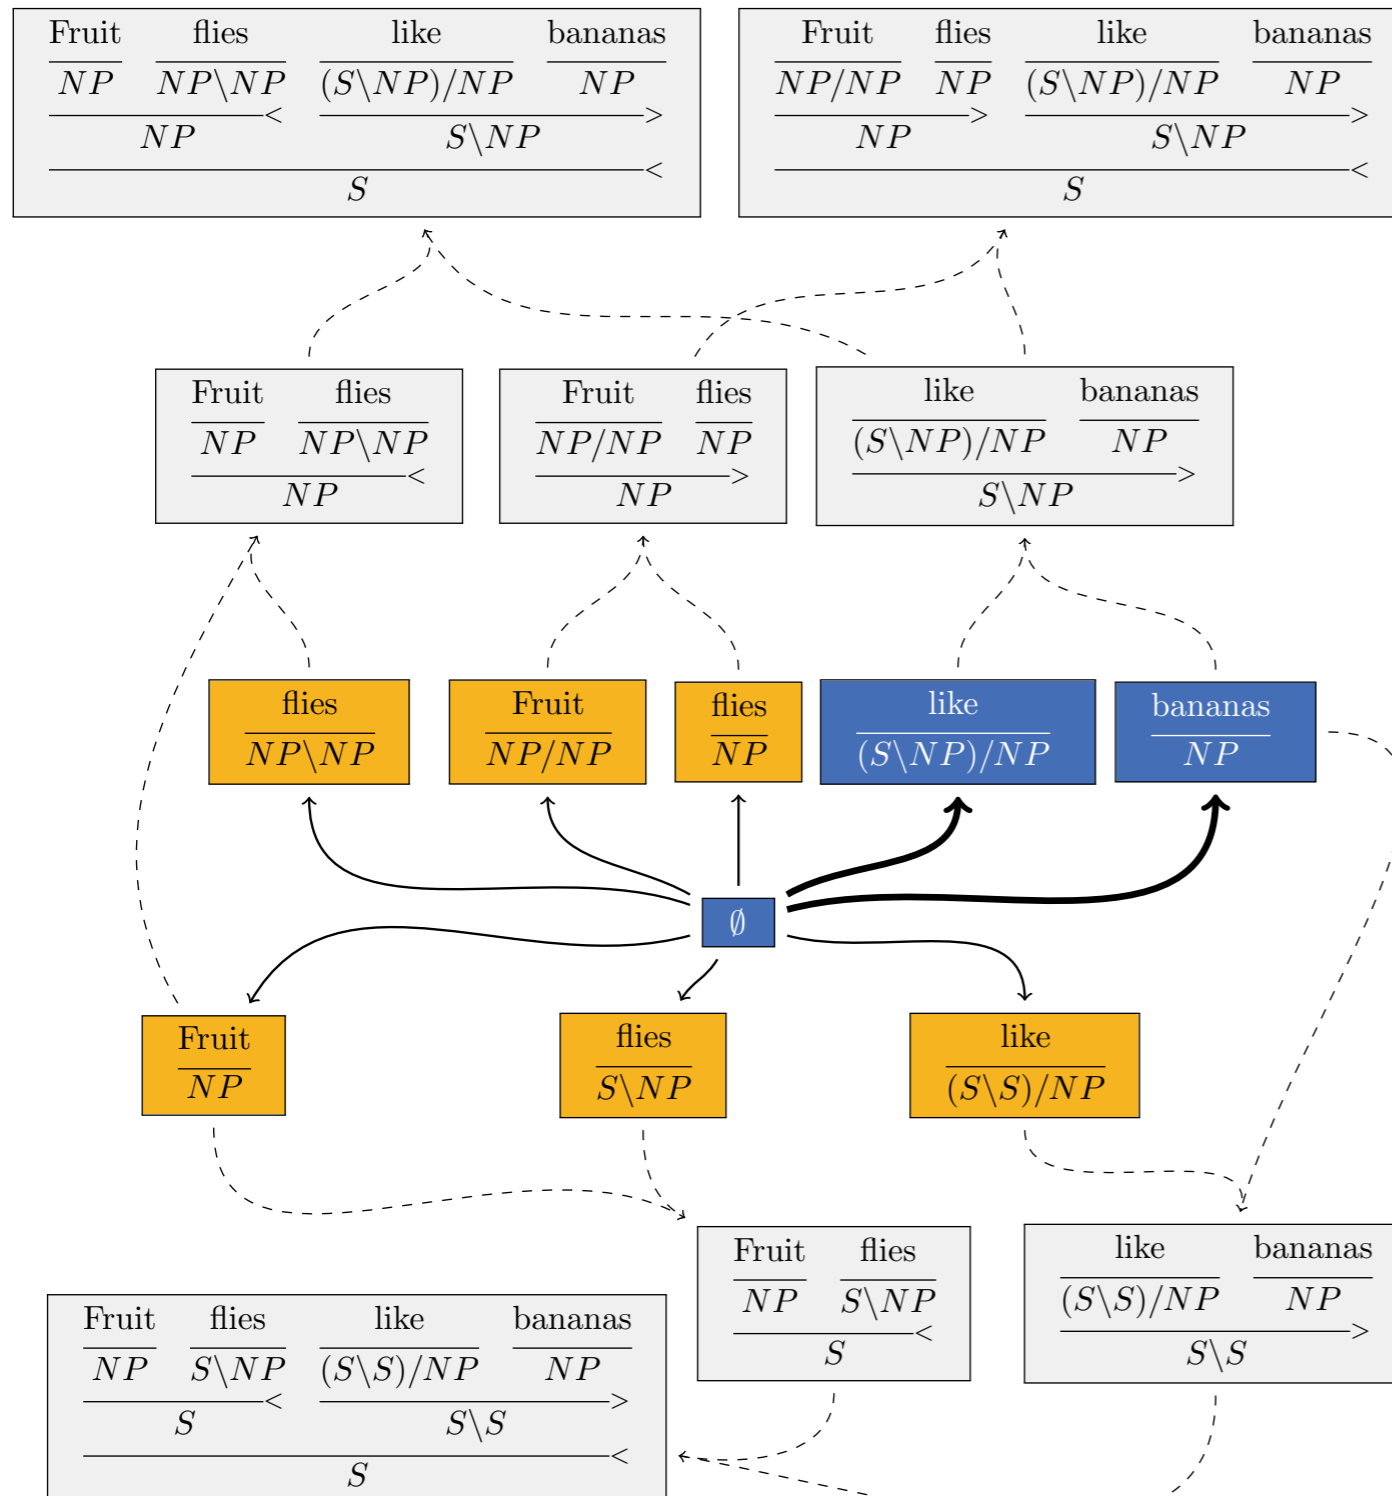 Fruit flies like bananas
NP NP\NP (S\NP)/NP NP
< >
NP S\NP
<
S
Fruit flies like bananas
NP/NP NP (S\NP)/NP NP
> >
NP S\NP
<
S
Fruit flies
NP NP\NP
<
NP
Fruit flies
NP/NP NP
>
NP
like bananas
(S\NP)/NP NP
>
S\NP
flies
NP\NP
Fruit
NP/NP
flies
NP
like
(S\NP)/NP
bananas
NP
∅
Fruit
NP
flies
S\NP
like
(S\S)/NP
Fruit flies
NP S\NP
<
S
like bananas
(S\S)/NP NP
>
S\S
Fruit flies like bananas
NP S\NP (S\S)/NP NP
< >
S S\S
<
S